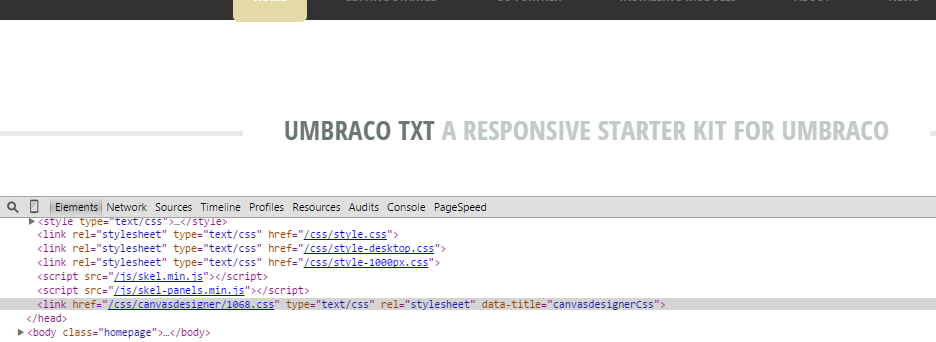 UMBRACO TXT A RESPONSIVE STARTER KIT FOR UMBRACO
Elements Network Sources Timeline Profiles Resources Audits Console PageSpeed
<style type="text/css">…</style>
<link rel="stylesheet" type="text/css" href="/css/style.css">
<link rel="stylesheet" type="text/css" href="/css/style-desktop.css">
<link rel="stylesheet" type="text/css" href="/css/style-1000px.css">
<script src="/js/skel.min.js"></script>
<script src="/js/skel-panels.min.js"></script>
<link href="/css/canvasdesigner/1068.css" type="text/css" rel="stylesheet" data-title="canvasdesignerCss">
</head>
<body class="homepage">…</body>